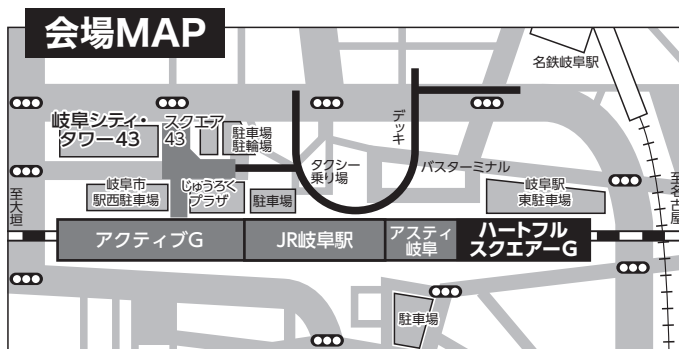 会場MAP
名鉄岐阜駅
岐阜シティ・
タワー43
スクエア
43
駐車場
駐輪場
タクシー
乗り場
デッキ
バスターミナル
至大垣
岐阜市
駅西駐車場
じゅうろく
プラザ
駐車場
岐阜駅
東駐車場
至名古屋
アクティブG
JR岐阜駅
アスティ
岐阜
ハートフル
スクエアーG
駐車場